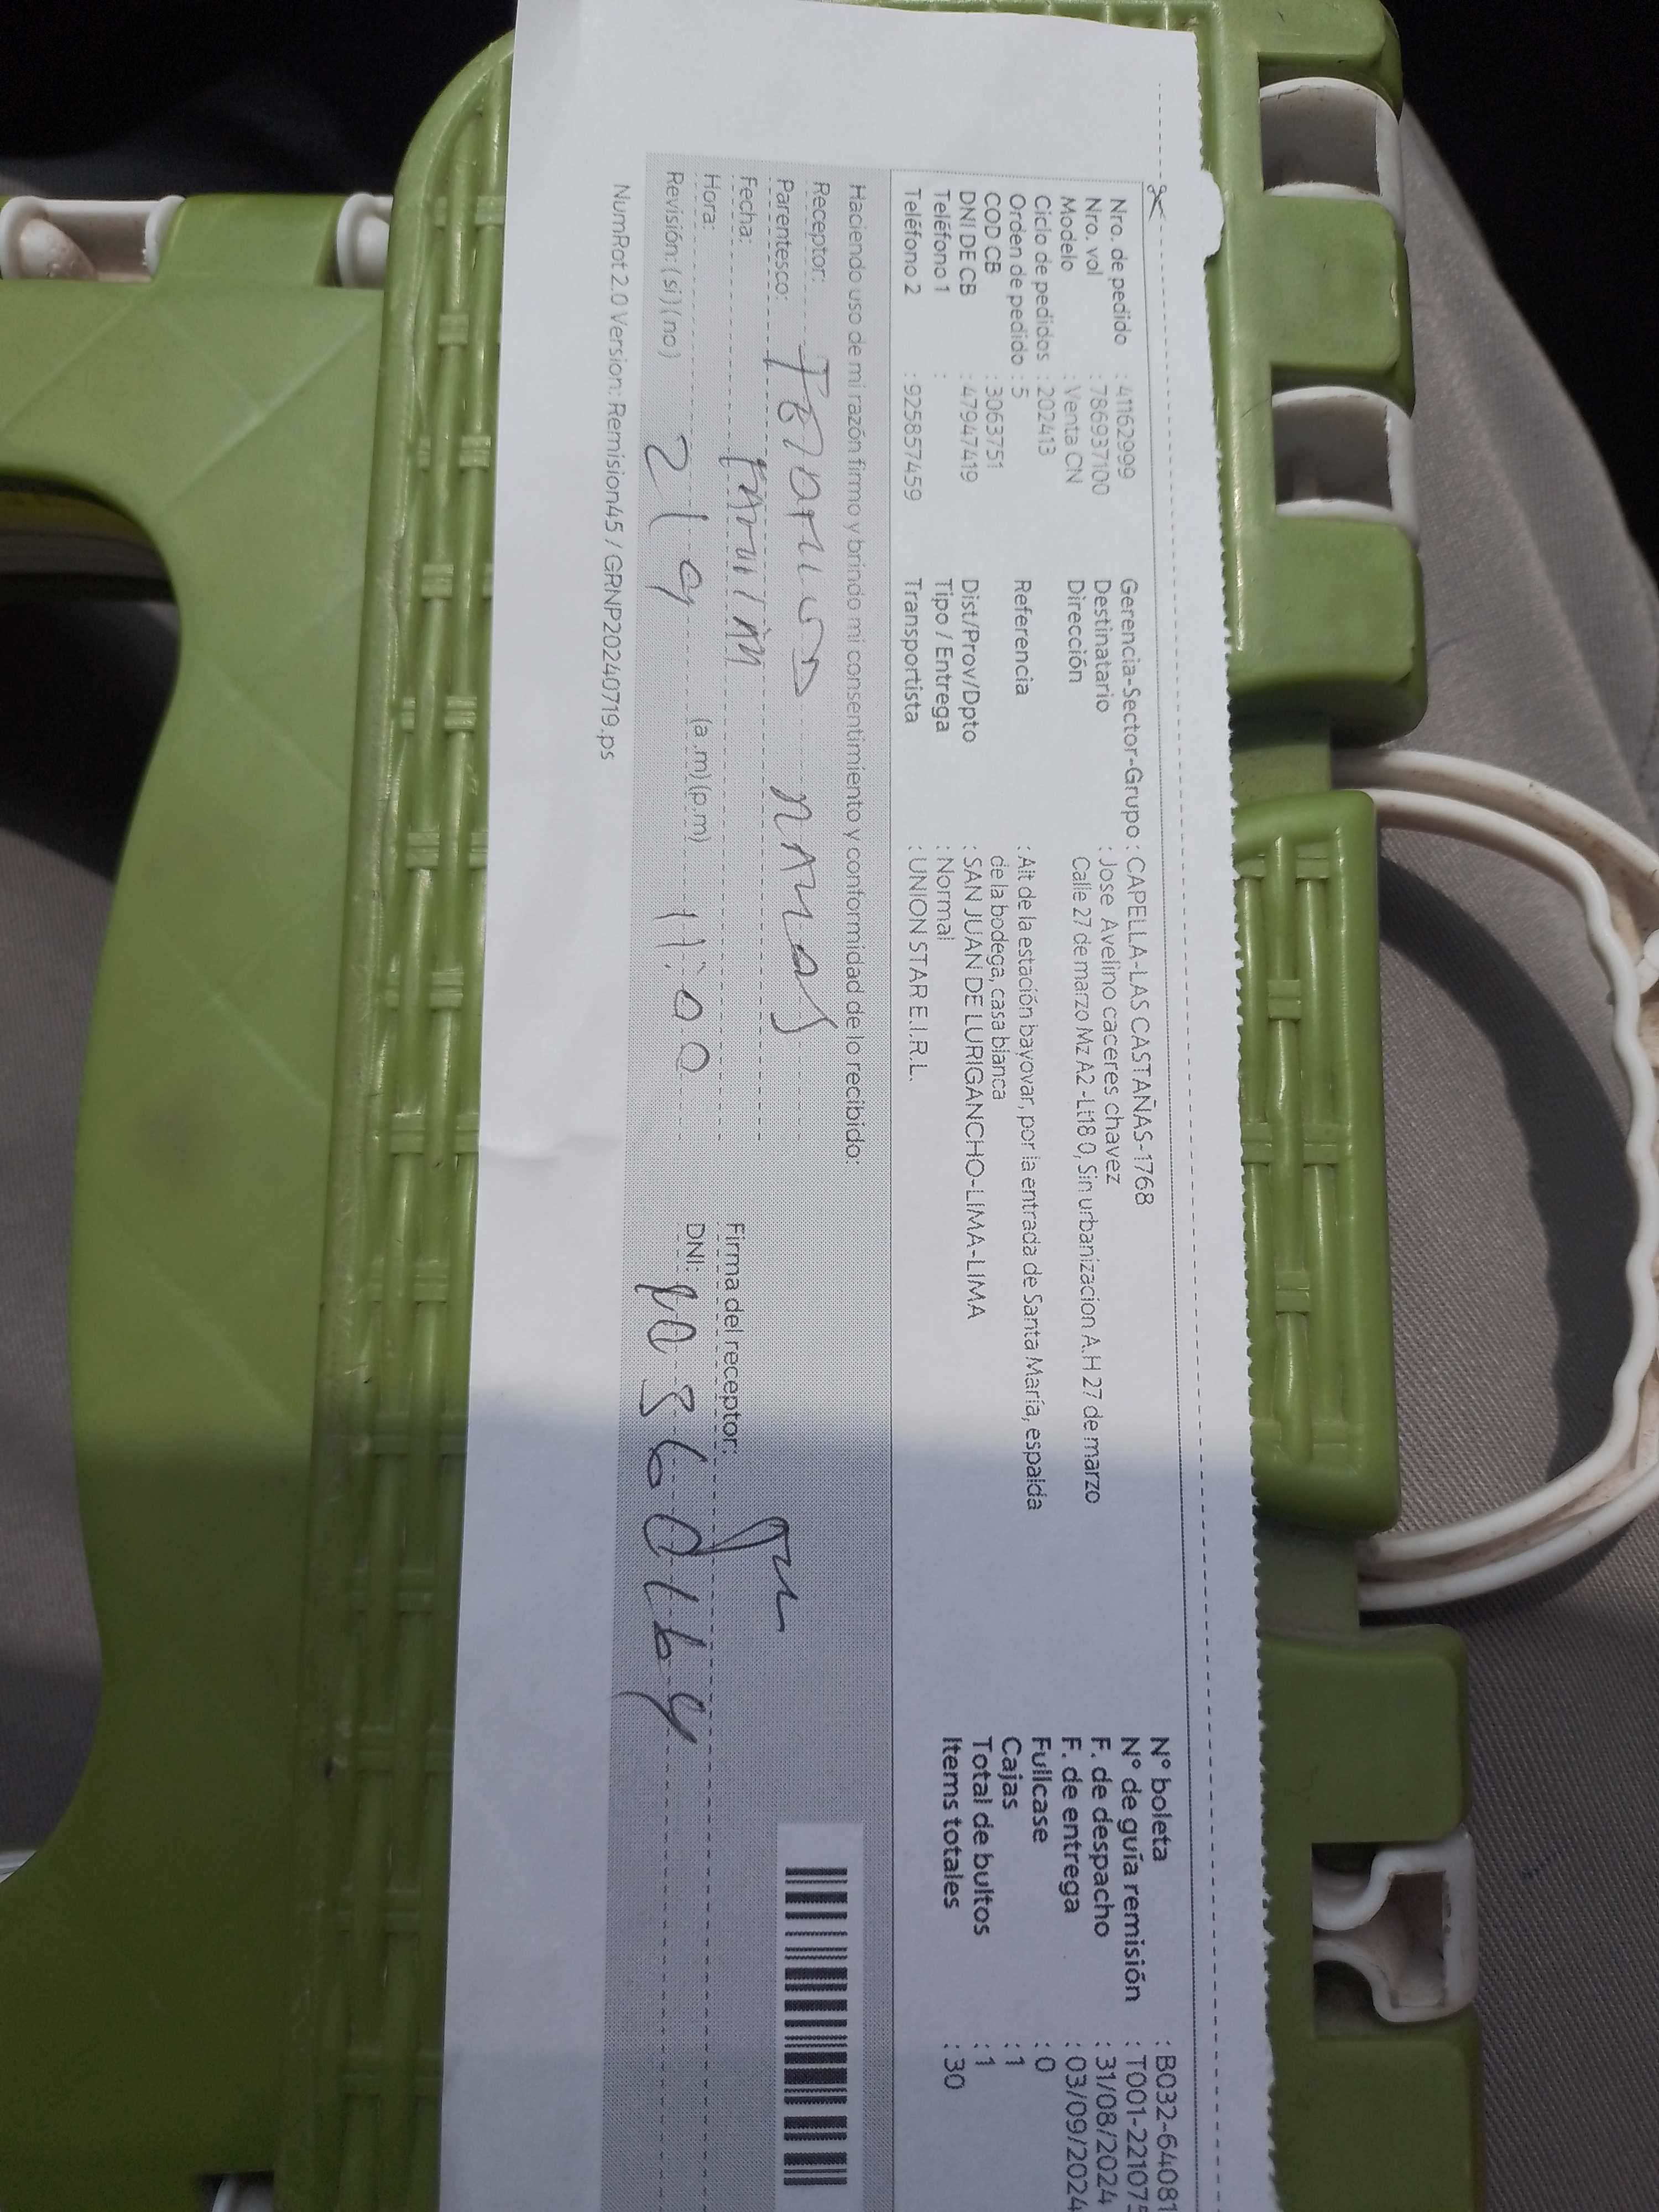 Nro. de pedido : 41162999
Nro. vol : 786937100
Modelo : Venta CN
Ciclo de pedidos : 202413
Orden de pedido : 5
COD CB : 3063751
DNI DE CB : 47947419
Teléfono 1 :
Teléfono 2 : 925857459
Gerencia-Sector-Grupo : CAPELLA-LAS CASTAÑAS-1768
Destinatario : Jose Avelino caceres chavez
Dirección Calle 27 de marzo Mz A2 -Lt18 0, Sin urbanizacion A.H 27 de marzo
Referencia : Alt de la estación bayovar, por la entrada de Santa María, espalda
de la bodega, casa blanca
Dist/Prov/Dpto : SAN JUAN DE LURIGANCHO-LIMA-LIMA
Tipo / Entrega : Normal
Transportista : UNION STAR E.I.R.L.
N° boleta : B032-64081
N° de guía remisión : T001-221075
F. de despacho : 31/08/2024
F. de entrega : 03/09/2024
Fullcase : 0
Cajas : 1
Total de bultos : 1
Items totales : 30
Haciendo uso de mi razón firmo y brindo mi consentimiento y conformidad de lo recibido:
Receptor:
Parentesco:
Fecha:
Hora: 2/9 (a.m)(p.m) 11:00
Revisión: (si) (no)
Firma del receptor:
DNI:
NumRot 2.0 Version: Remision45 / GRNP20240719.ps